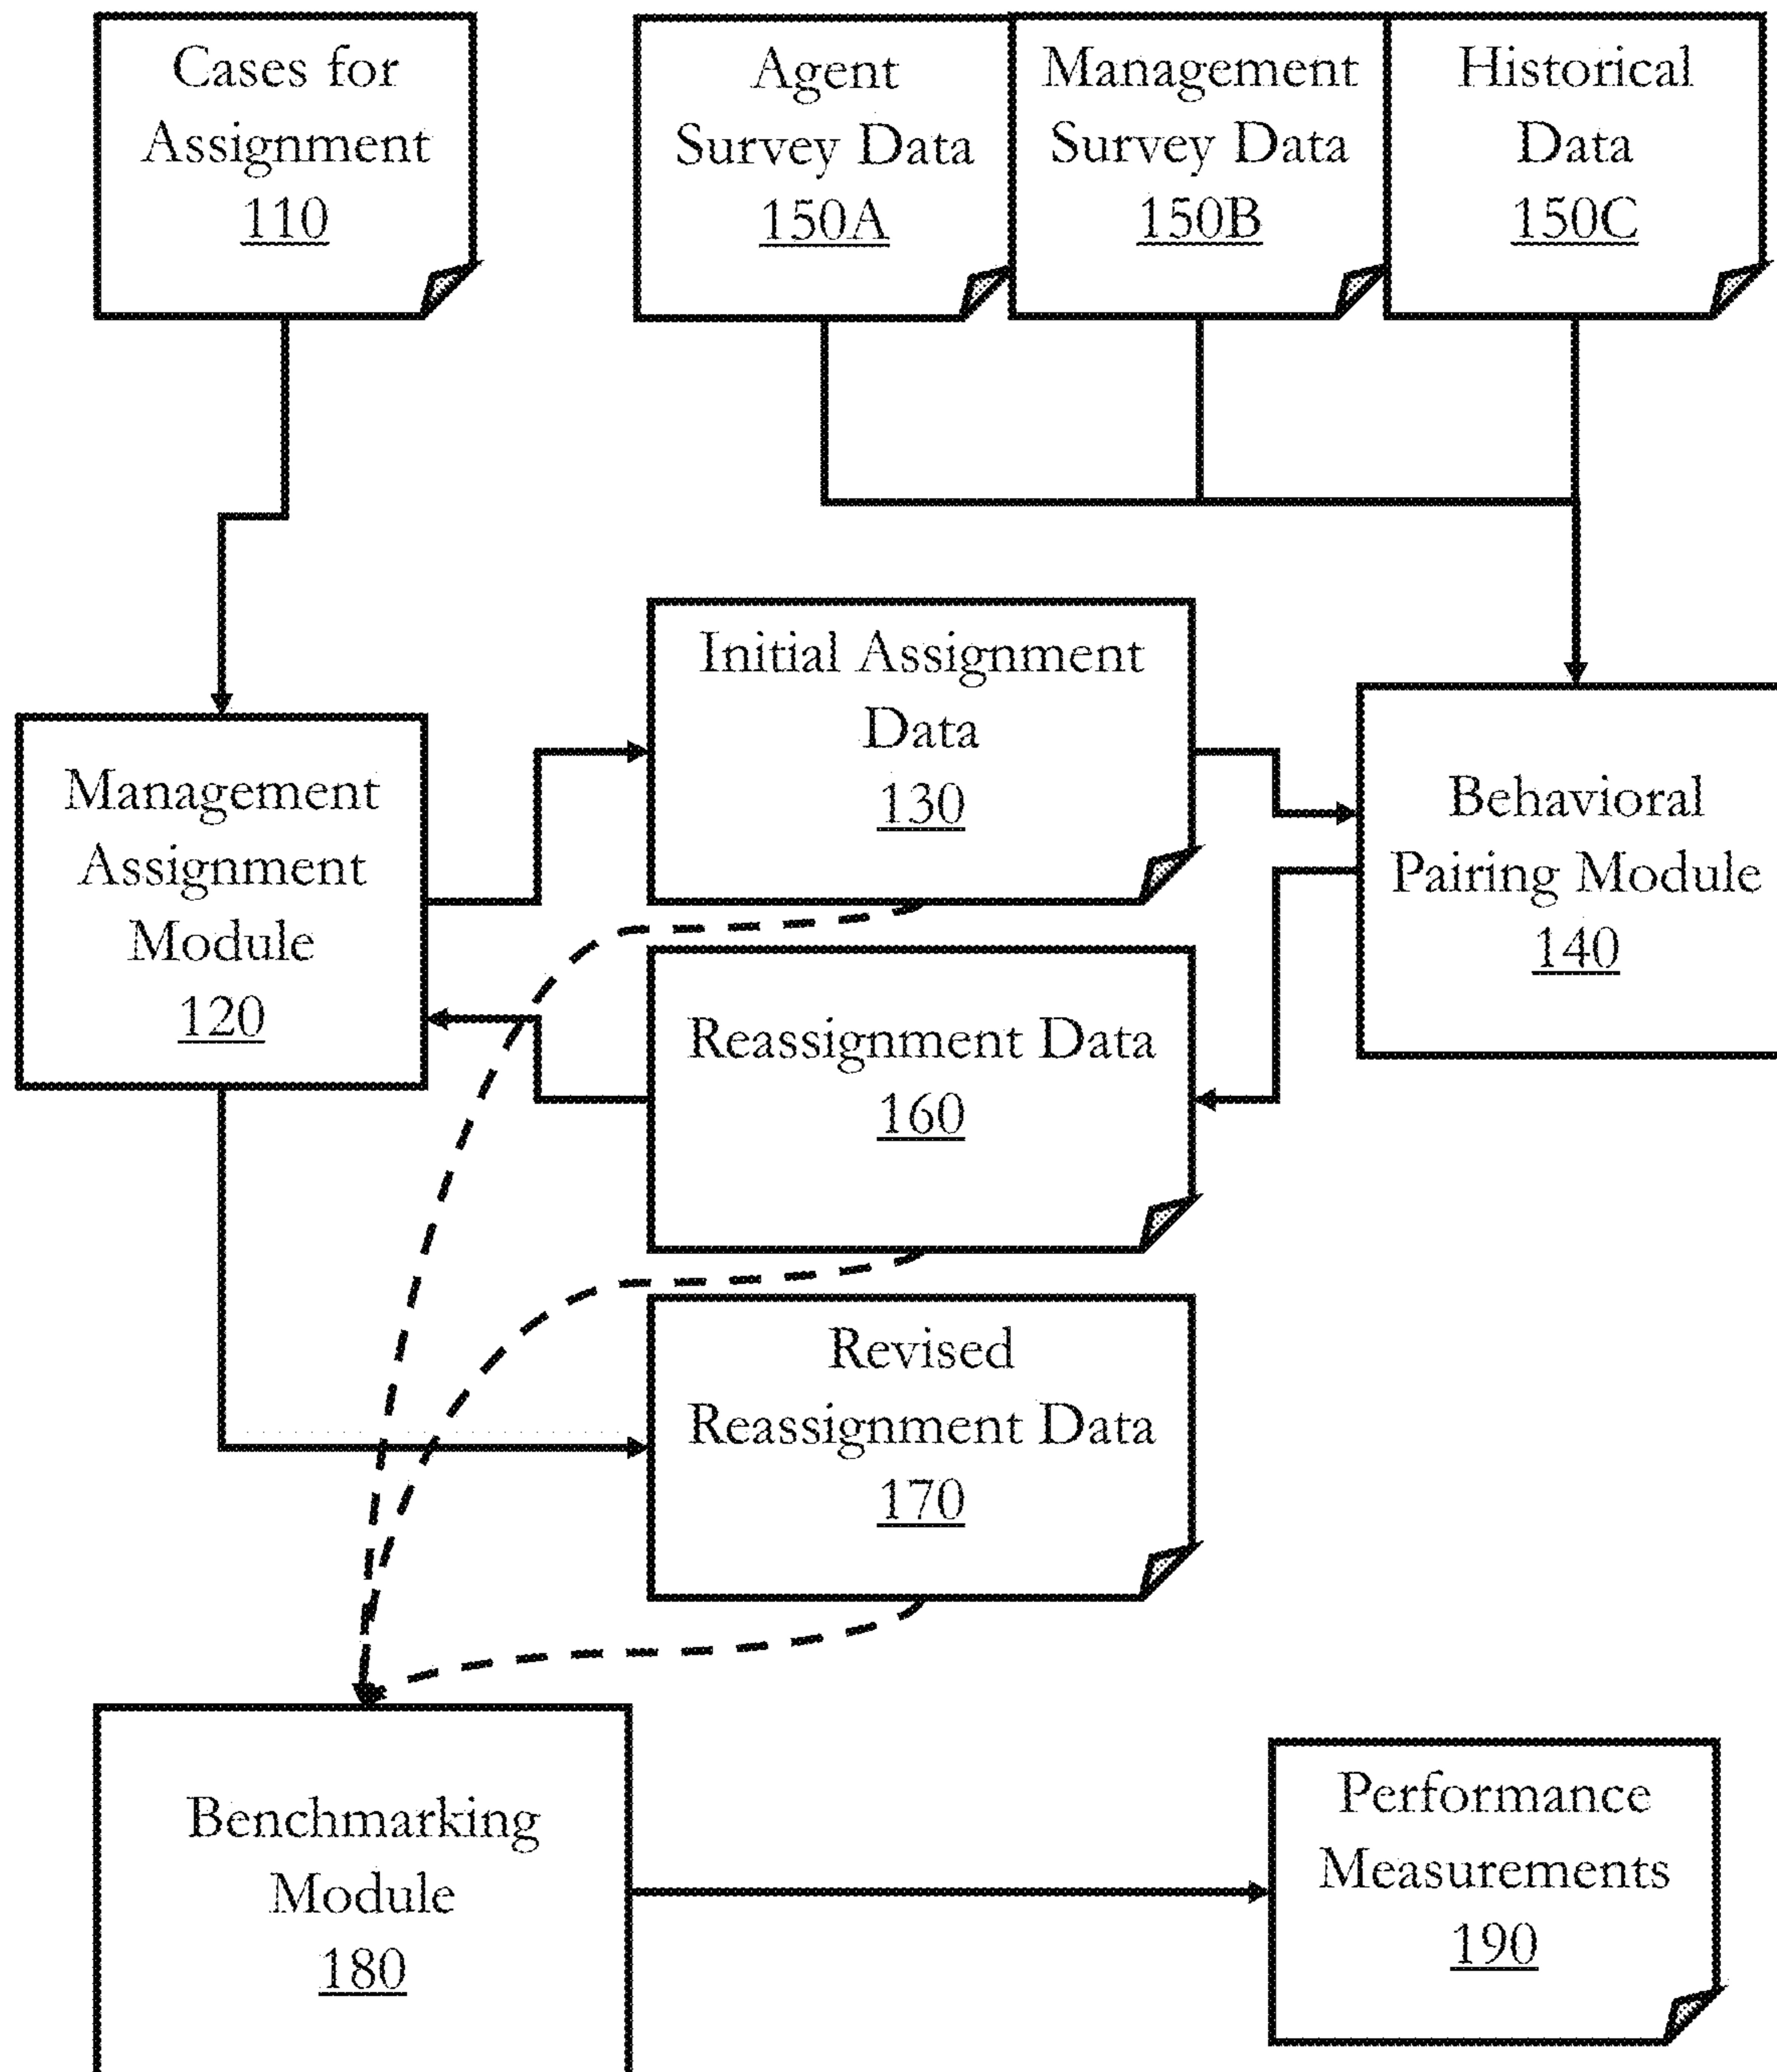 Cases for
Assignment
110
Agent
Survey Data
150A
Management
Survey Data
150B
Historical
Data
150C
Initial Assignment
Data
130
Management
Assignment
Module
120
Behavioral
Pairing Module
140
Reassignment Data
160
Revised
Reassignment Data
170
Benchmarking
Module
180
Performance
Measurements
190